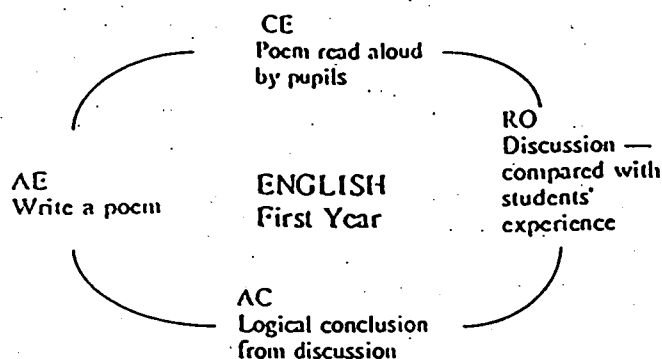 CE
Poem read aloud
by pupils
RO
Discussion —
compared with
students'
experience
AE
Write a poem
ENGLISH
First Year
AC
Logical conclusion
from discussion